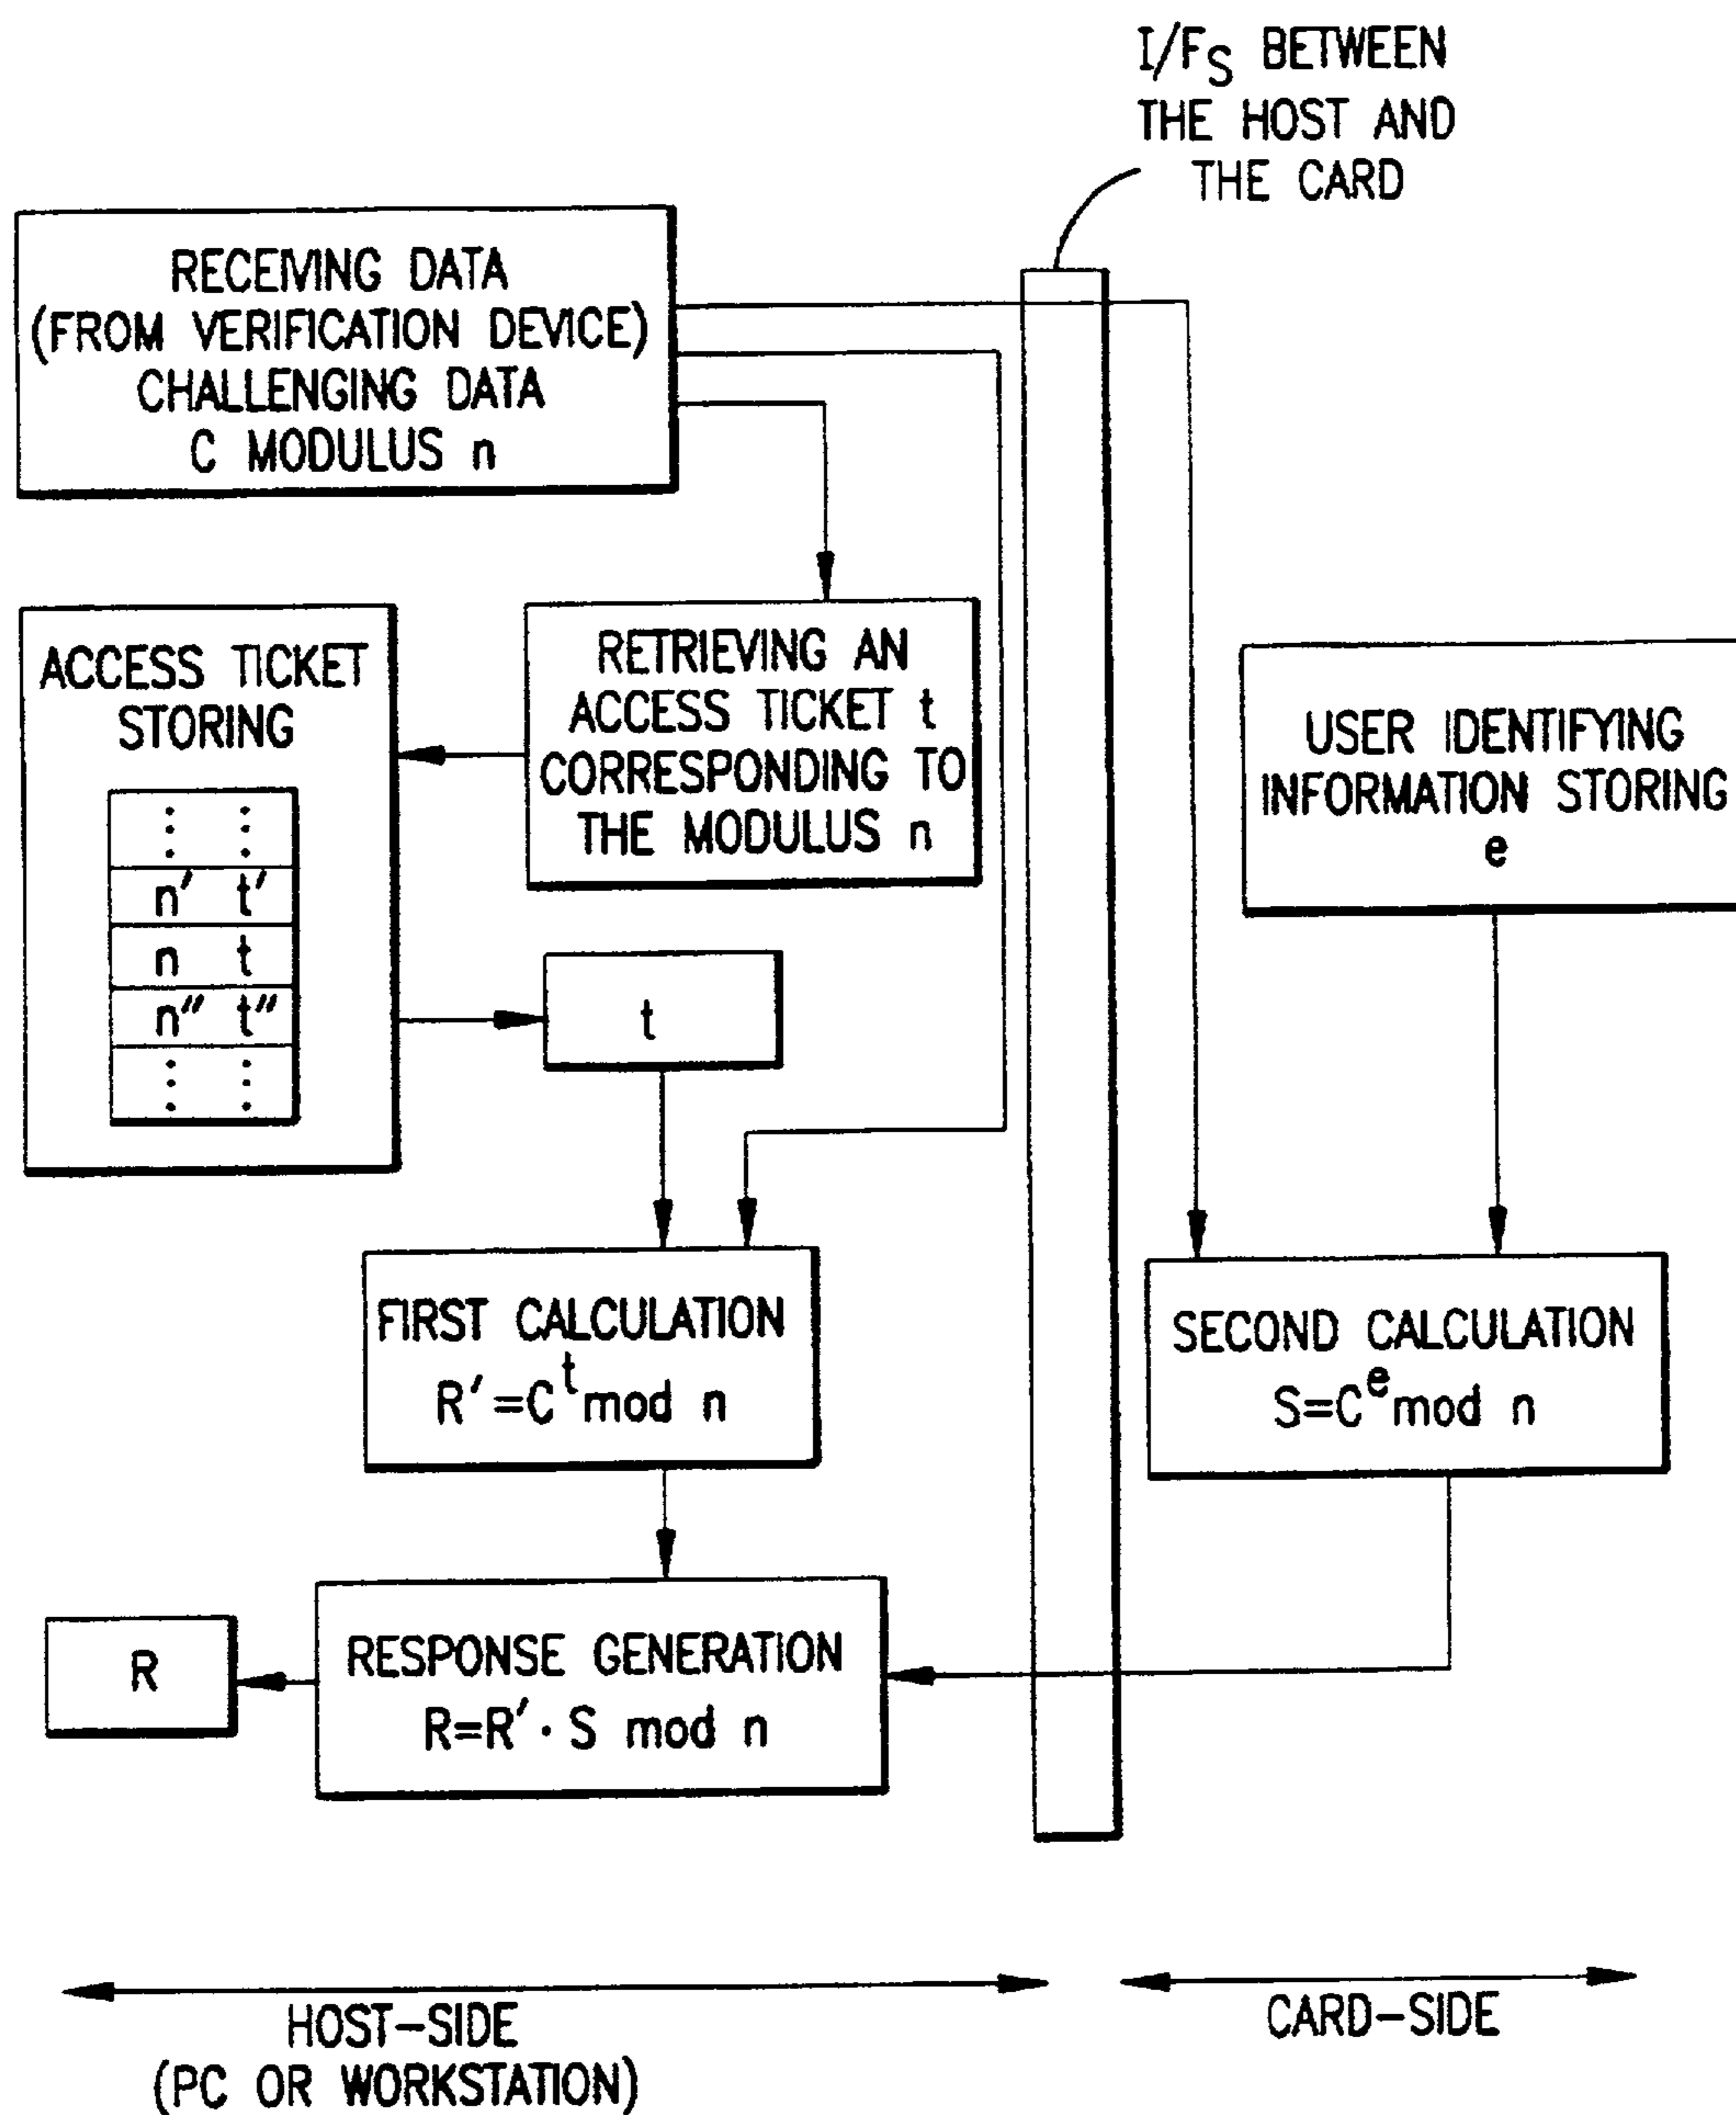 I/FS BETWEEN
THE HOST AND
THE CARD
RECEIVING DATA
(FROM VERIFICATION DEVICE)
CHALLENGING DATA
C MODULUS n
ACCESS TICKET
STORING
⋮ ⋮
n' t'
n t
n" t"
⋮ ⋮
RETRIEVING AN
ACCESS TICKET t
CORRESPONDING TO
THE MODULUS n
USER IDENTIFYING
INFORMATION STORING
e
t
FIRST CALCULATION
R'=C^t mod n
SECOND CALCULATION
S=C^e mod n
RESPONSE GENERATION
R=R'·S mod n
R
HOST-SIDE
(PC OR WORKSTATION)
CARD-SIDE